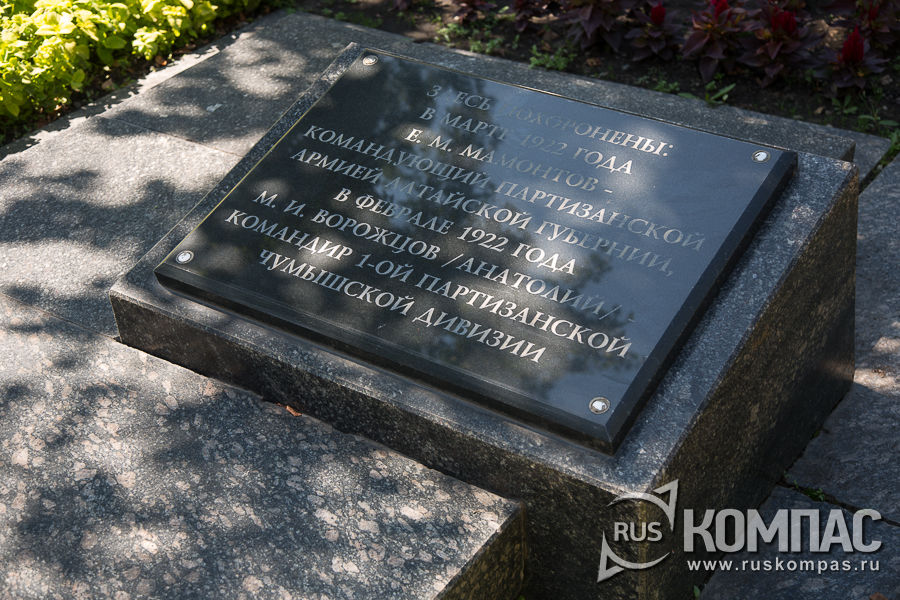 ЗДЕСЬ ПОХОРОНЕНЫ:
В МАРТЕ 1922 ГОДА
Е. М. МАМОНТОВ -
КОМАНДУЮЩИЙ ПАРТИЗАНСКОЙ
АРМИЕЙ АЛТАЙСКОЙ ГУБЕРНИИ,
В ФЕВРАЛЕ 1922 ГОДА
М. И. ВОРОЖЦОВ /АНАТОЛИЙ/ -
КОМАНДИР 1-ОЙ ПАРТИЗАНСКОЙ
ЧУМЫШСКОЙ ДИВИЗИИ
RUS КОМПАС
www.ruskompas.ru